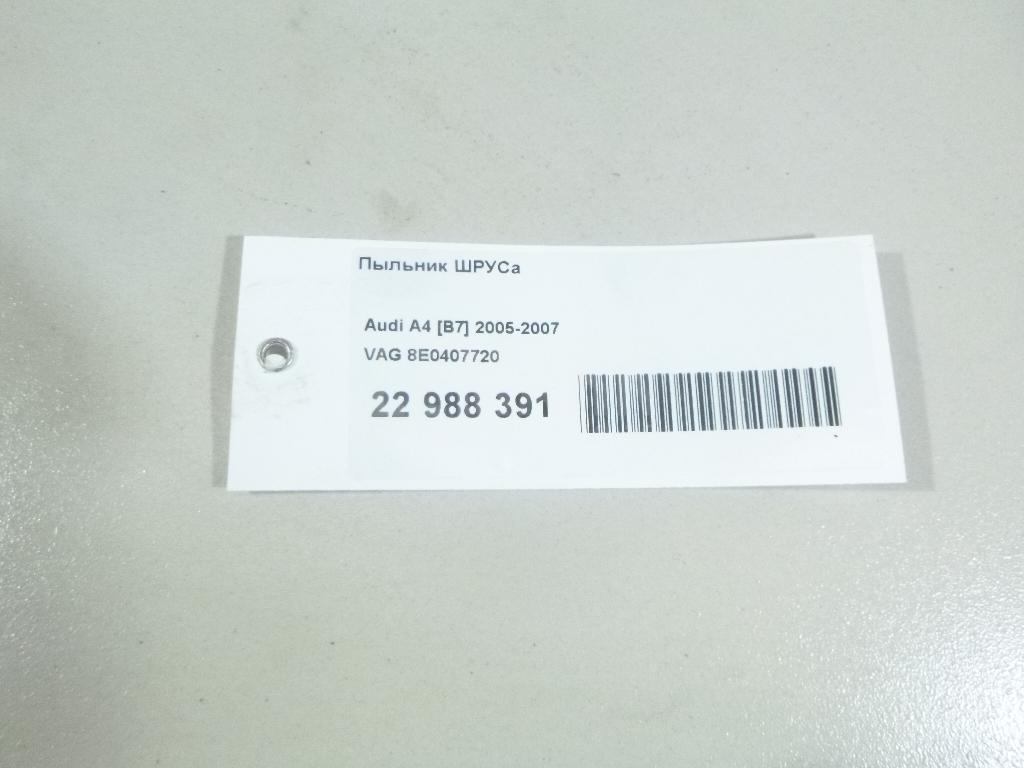 Пыльник ШРУСа
Audi A4 [B7] 2005-2007
VAG 8E0407720
22 988 391